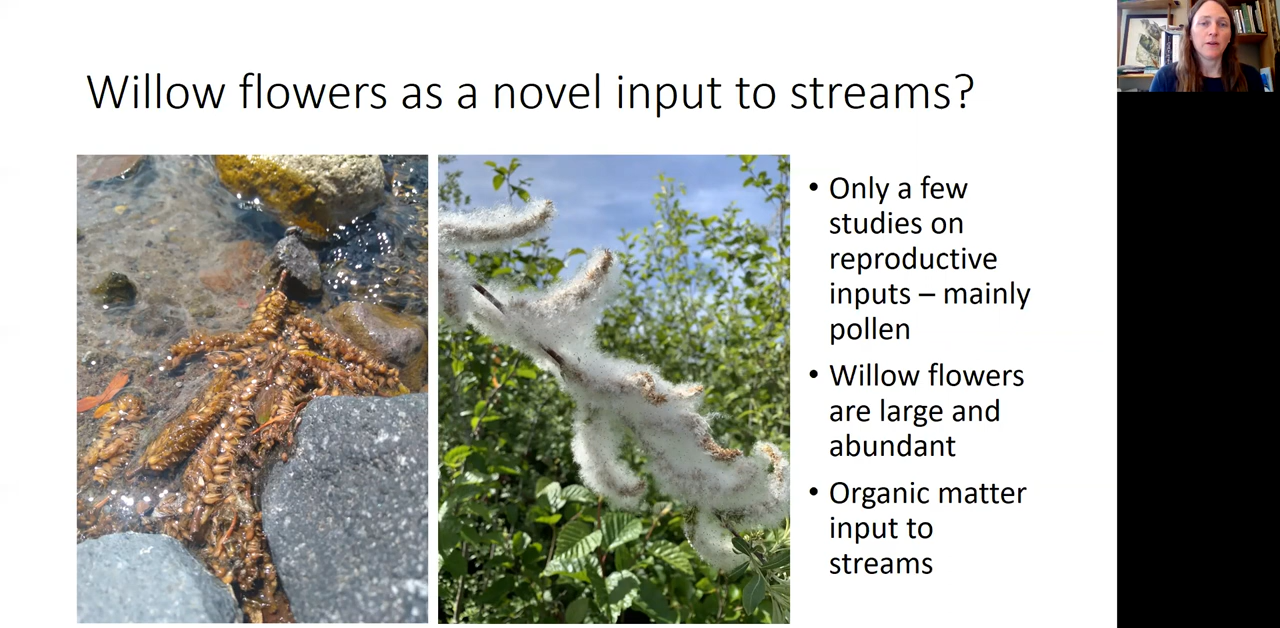 Willow flowers as a novel input to streams?
• Only a few
studies on
reproductive
inputs – mainly
pollen
• Willow flowers
are large and
abundant
• Organic matter
input to
streams